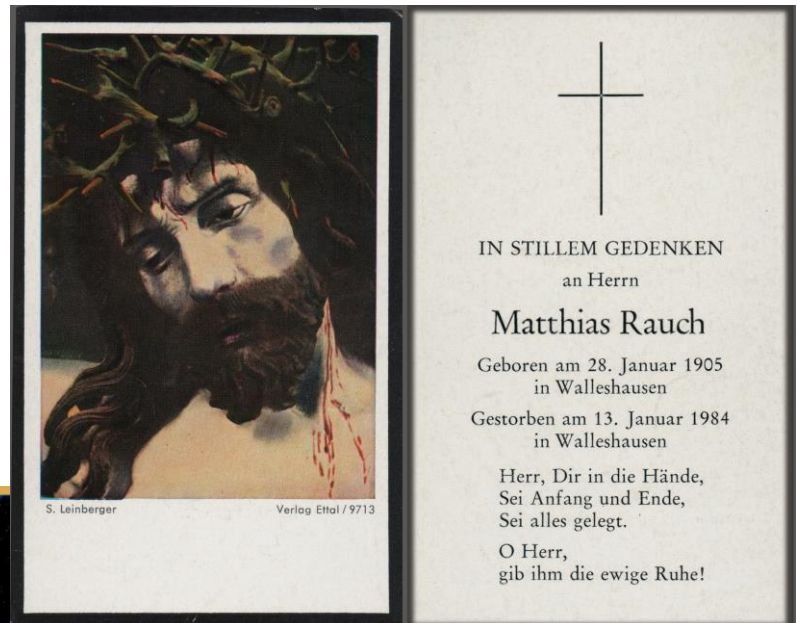 S. Leinberger
Verlag Ettal / 9713
IN STILLEM GEDENKEN
an Herrn
Matthias Rauch
Geboren am 28. Januar 1905
in Walleshausen
Gestorben am 13. Januar 1984
in Walleshausen
Herr, Dir in die Hände,
Sei Anfang und Ende,
Sei alles gelegt.
O Herr,
gib ihm die ewige Ruhe!